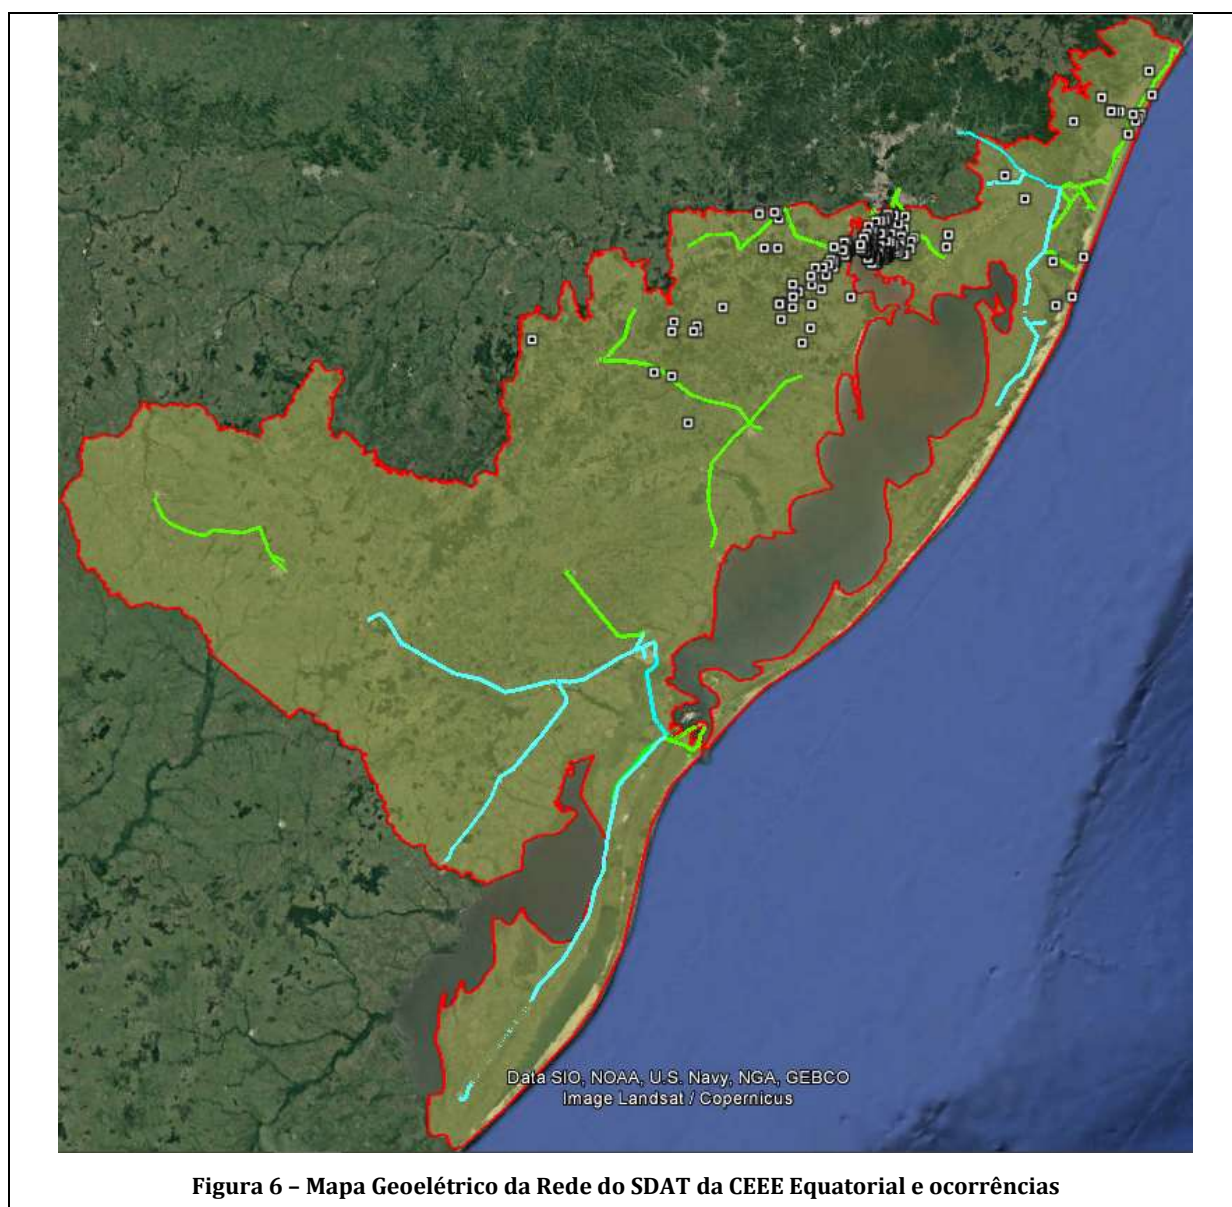 Data SIO, NOAA, U.S. Navy, NGA, GEBCO
Image Landsat / Copernicus
Figura 6 – Mapa Geoelétrico da Rede do SDAT da CEEE Equatorial e ocorrências